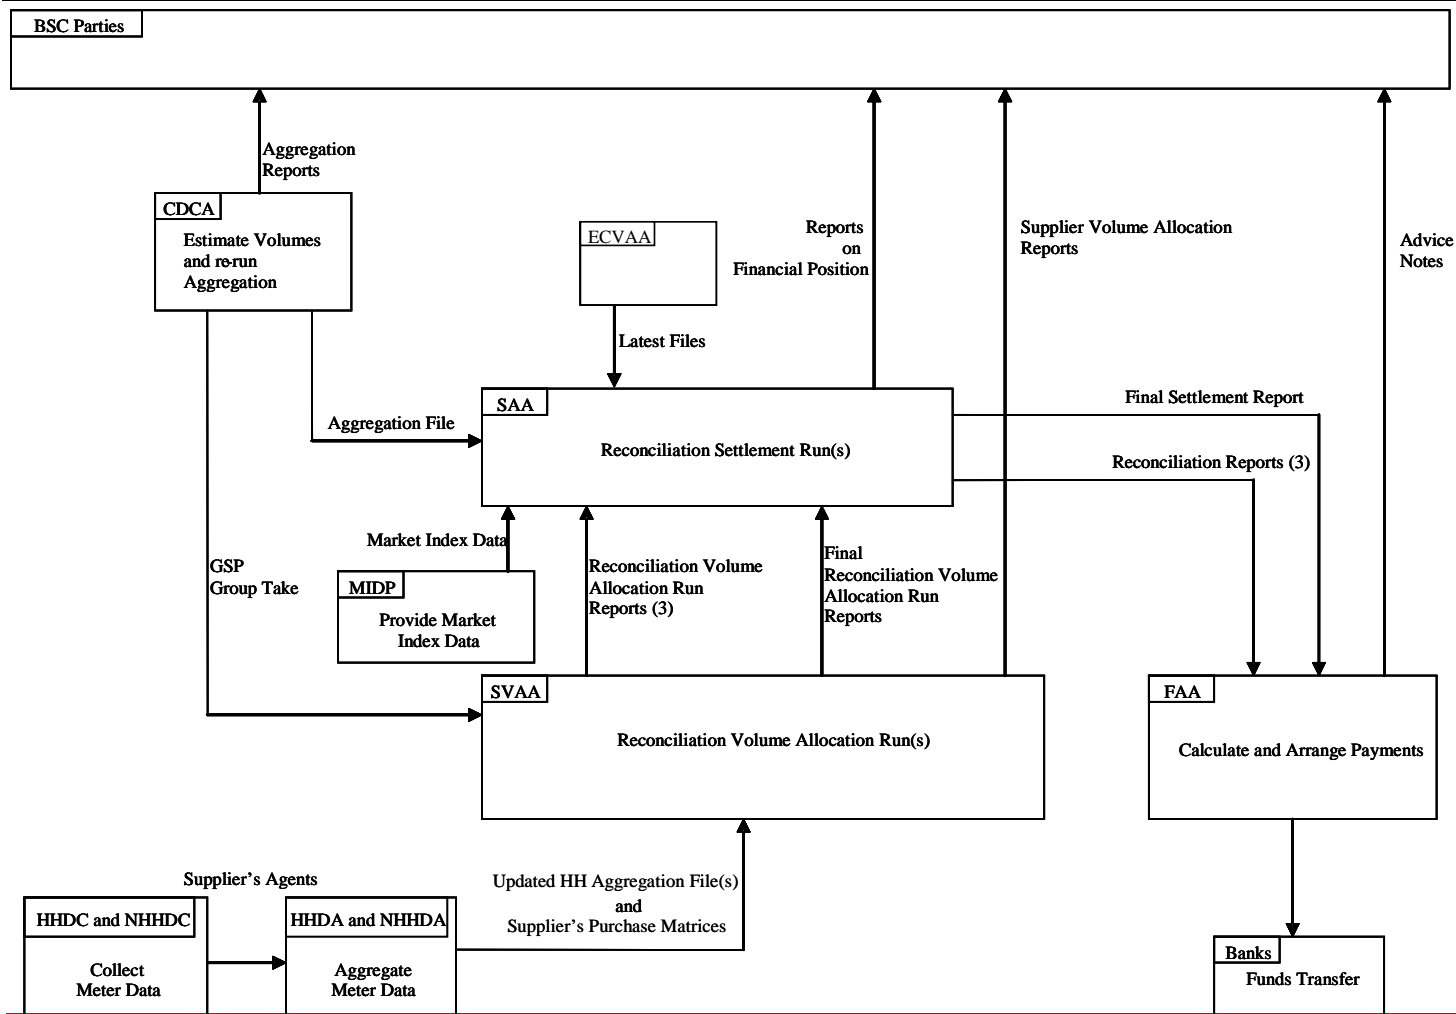 BSC Parties
Aggregation
Reports
CDCA
Estimate Volumes
and re-run
Aggregation
ECVAA
Reports
on
Financial Position
Supplier Volume Allocation
Reports
Advice
Notes
Latest Files
SAA
Reconciliation Settlement Run(s)
Aggregation File
Final Settlement Report
Reconciliation Reports (3)
Market Index Data
GSP
Group Take
MIDP
Provide Market
Index Data
Reconciliation Volume
Allocation Run
Reports (3)
Final
Reconciliation Volume
Allocation Run
Reports
SVAA
Reconciliation Volume Allocation Run(s)
FAA
Calculate and Arrange Payments
Supplier's Agents
Updated HH Aggregation File(s)
and
Supplier's Purchase Matrices
HHDC and NHHDC
Collect
Meter Data
HHDA and NHHDA
Aggregate
Meter Data
Banks
Funds Transfer